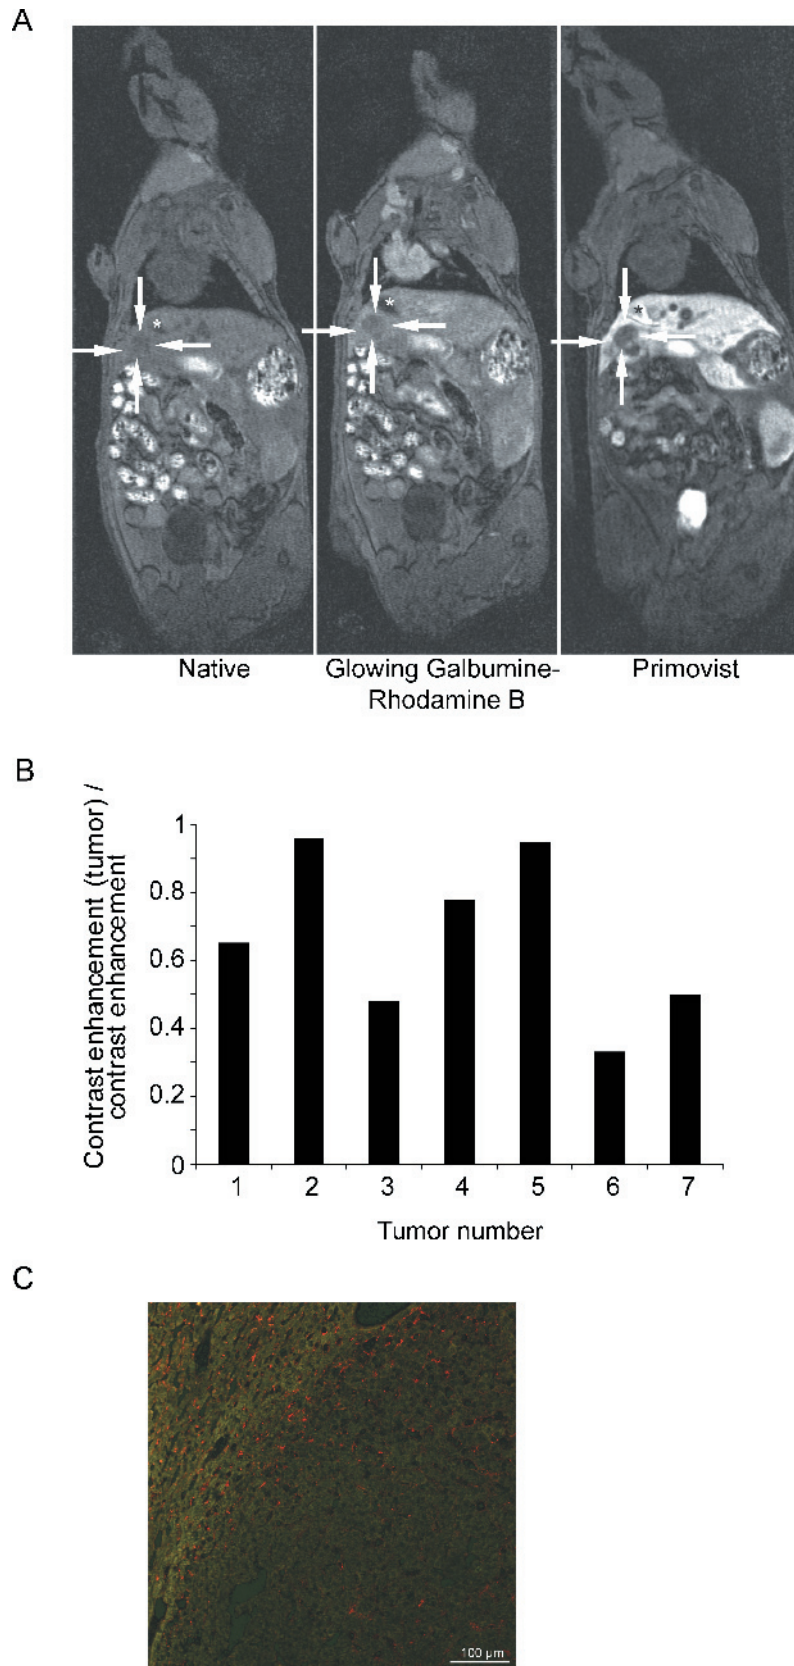 A
*
*
*
Native
Glowing Galbumine-
Rhodamine B
Primovist
B
Contrast enhancement (tumor) /
contrast enhancement
1
0.8
0.6
0.4
0.2
0
1 2 3 4 5 6 7
Tumor number
C
100 µm